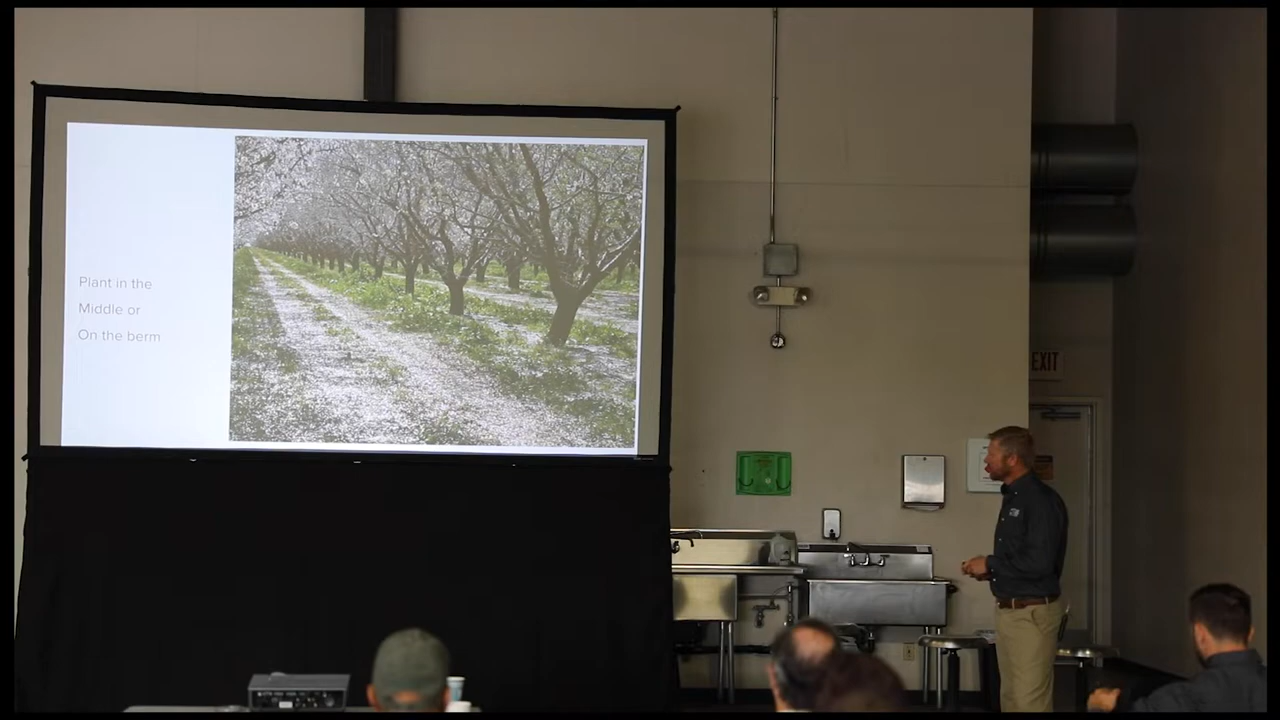 Plant in the
Middle or
On the berm
EXIT